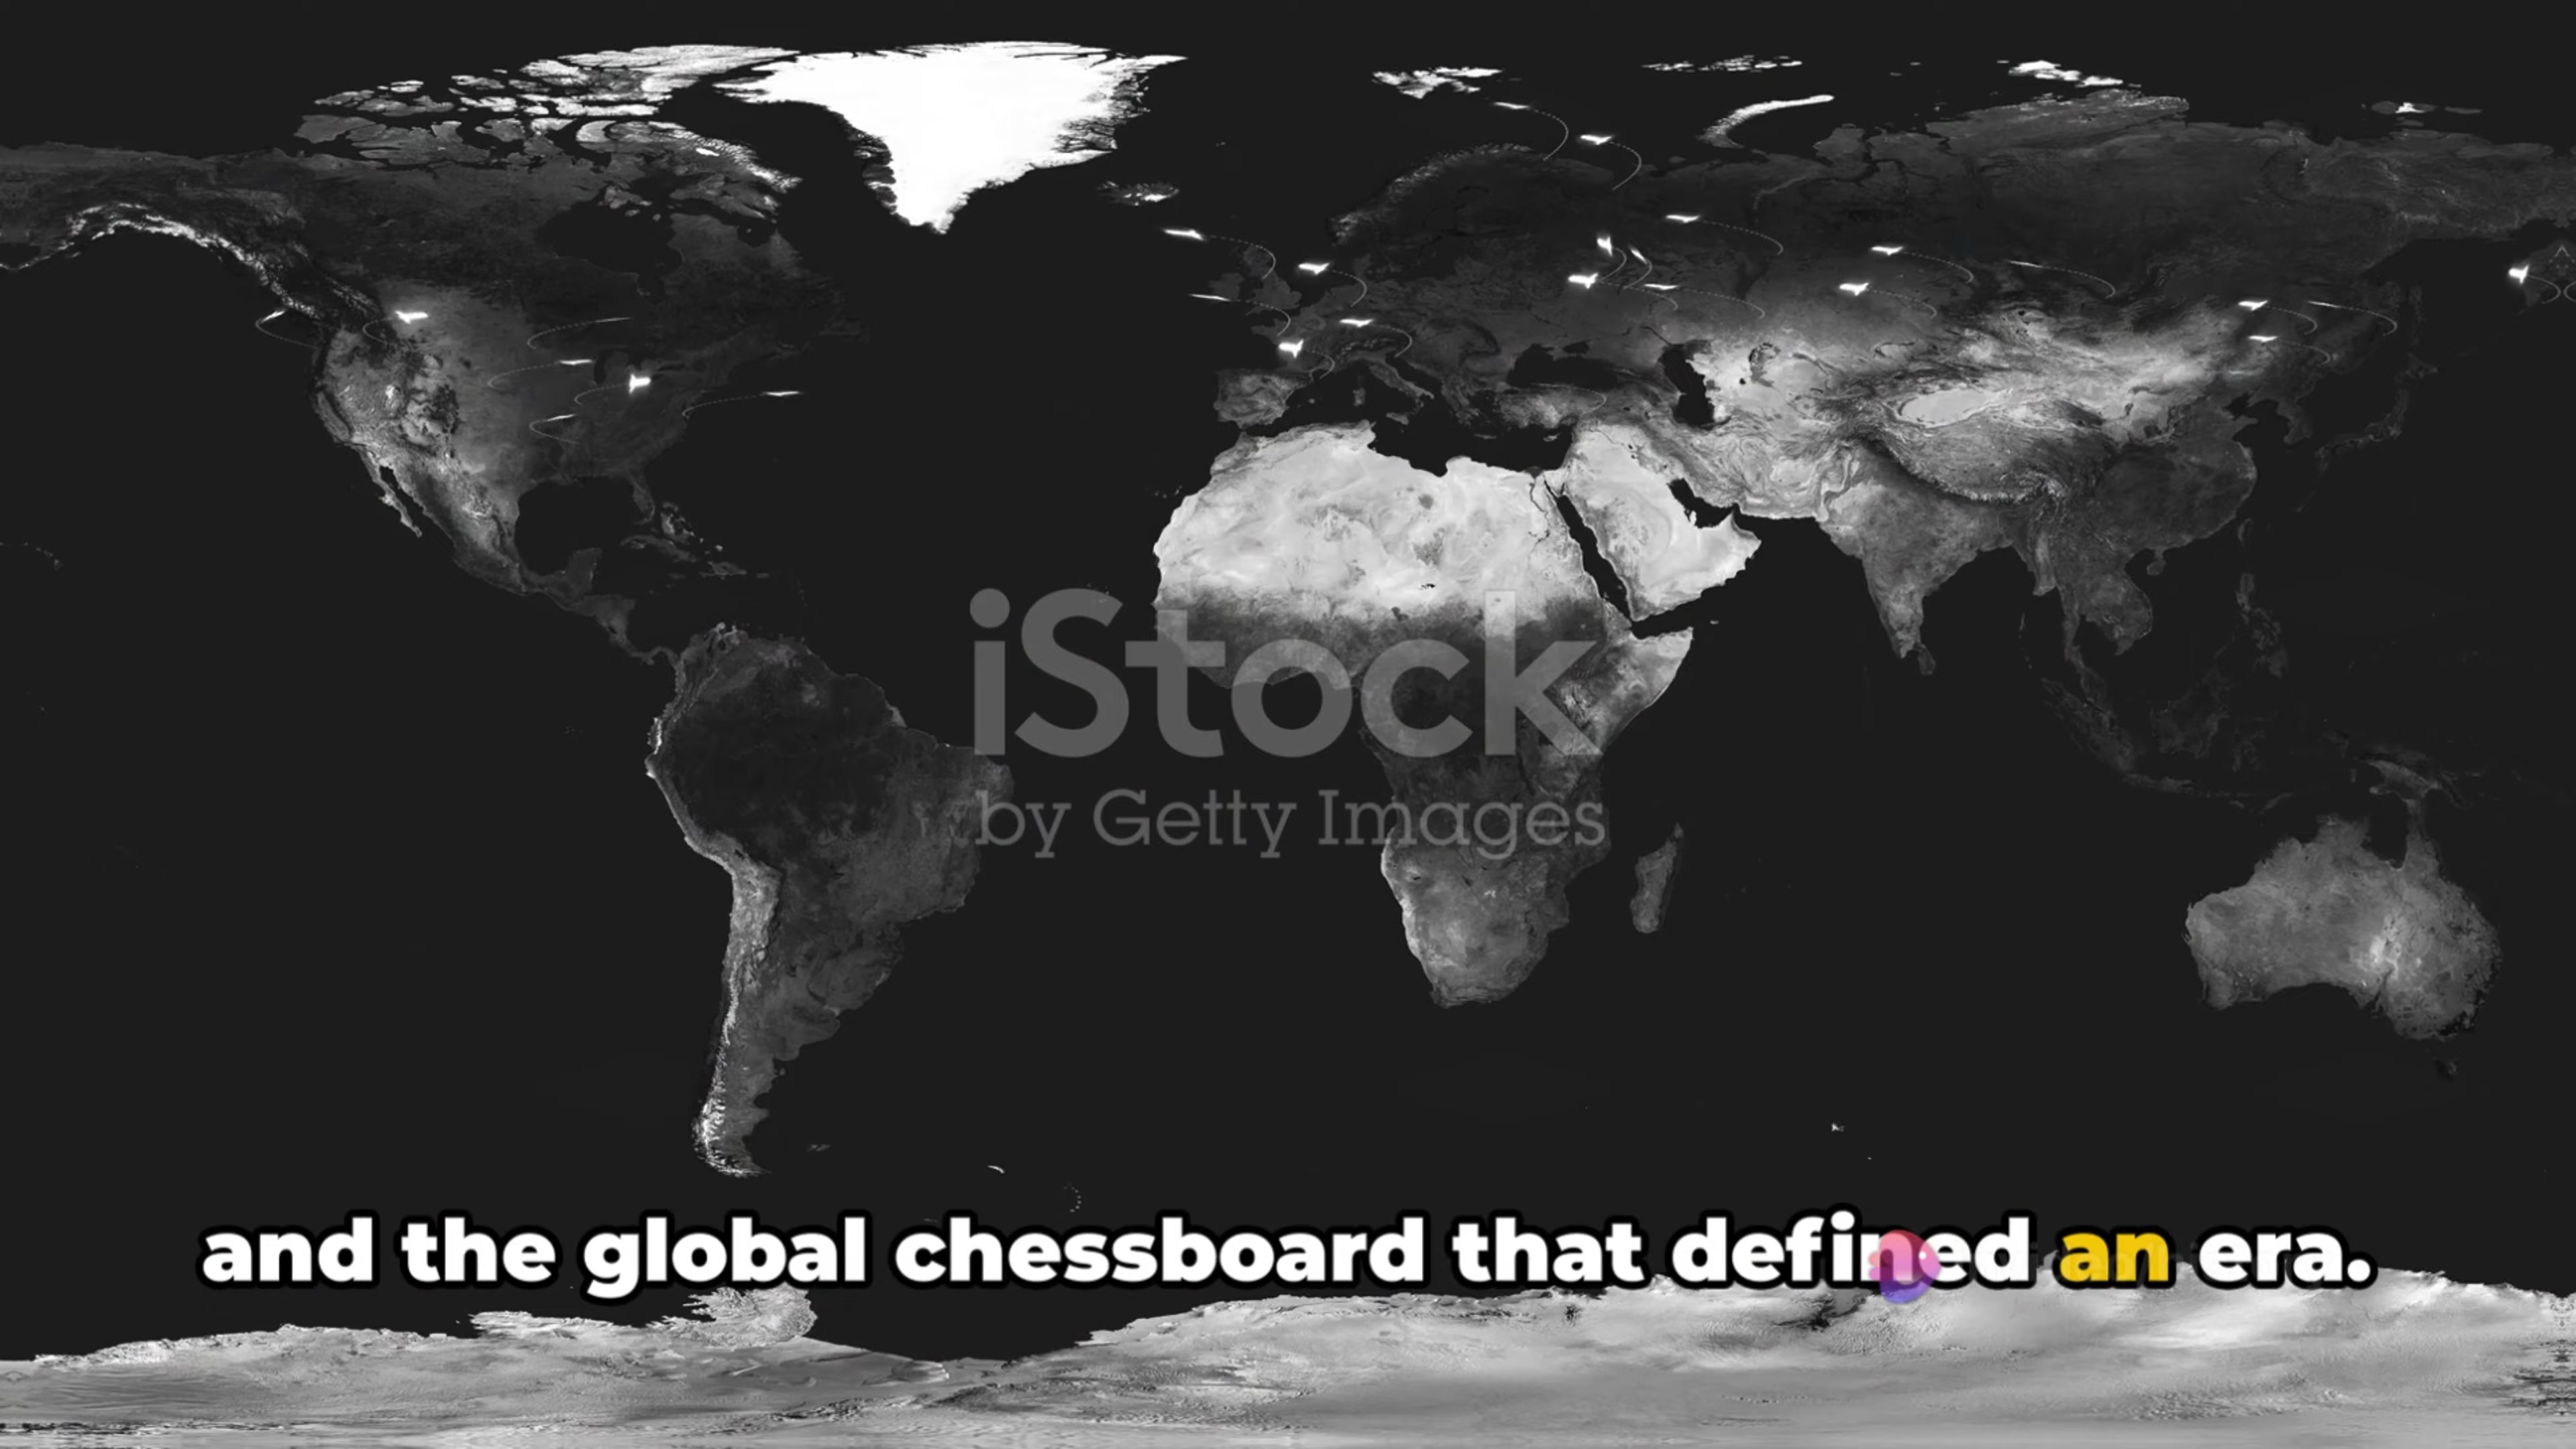 iStock
by Getty Images
and the global chessboard that defined an era.